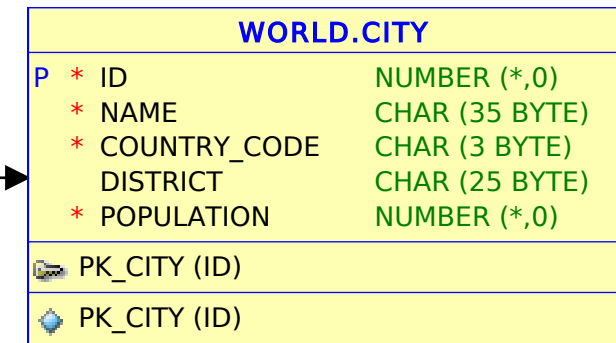 WORLD.CITY
P * ID NUMBER (*,0)
* NAME CHAR (35 BYTE)
* COUNTRY_CODE CHAR (3 BYTE)
DISTRICT CHAR (25 BYTE)
* POPULATION NUMBER (*,0)
PK_CITY (ID)
PK_CITY (ID)